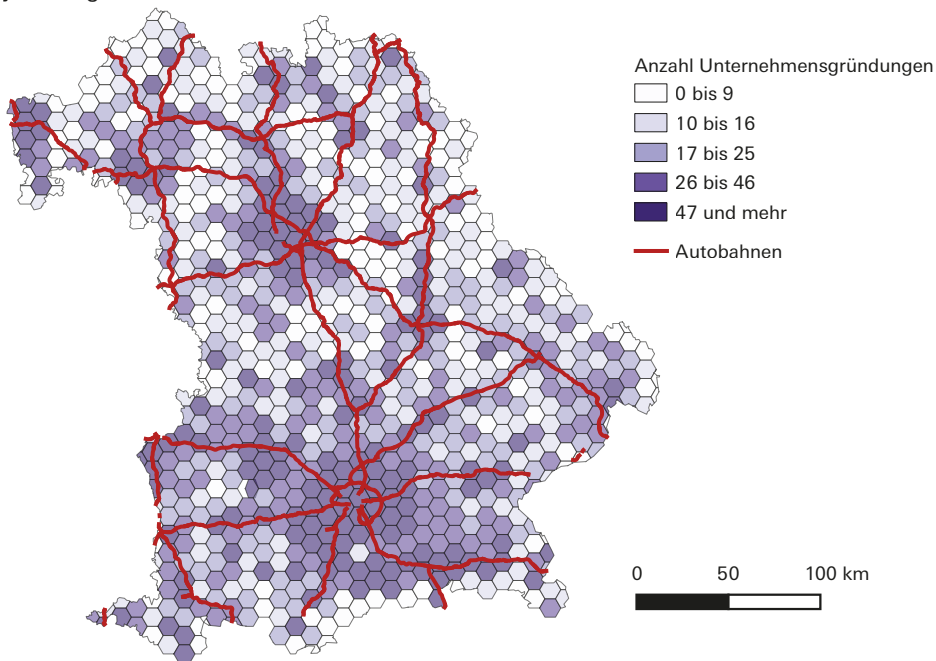 Anzahl Unternehmensgründungen
0 bis 9
10 bis 16
17 bis 25
26 bis 46
47 und mehr
Autobahnen
0 50 100 km